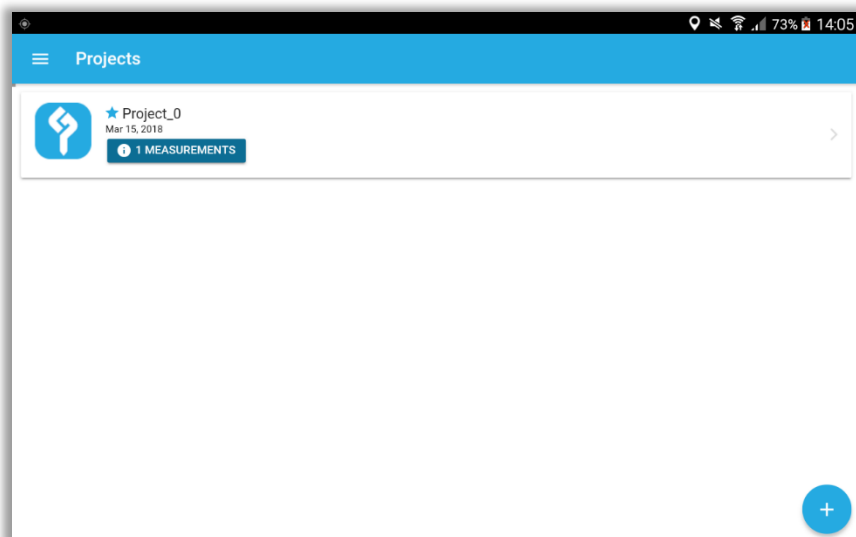 73% 14:05
Projects
Project_0
Mar 15, 2018
1 MEASUREMENTS